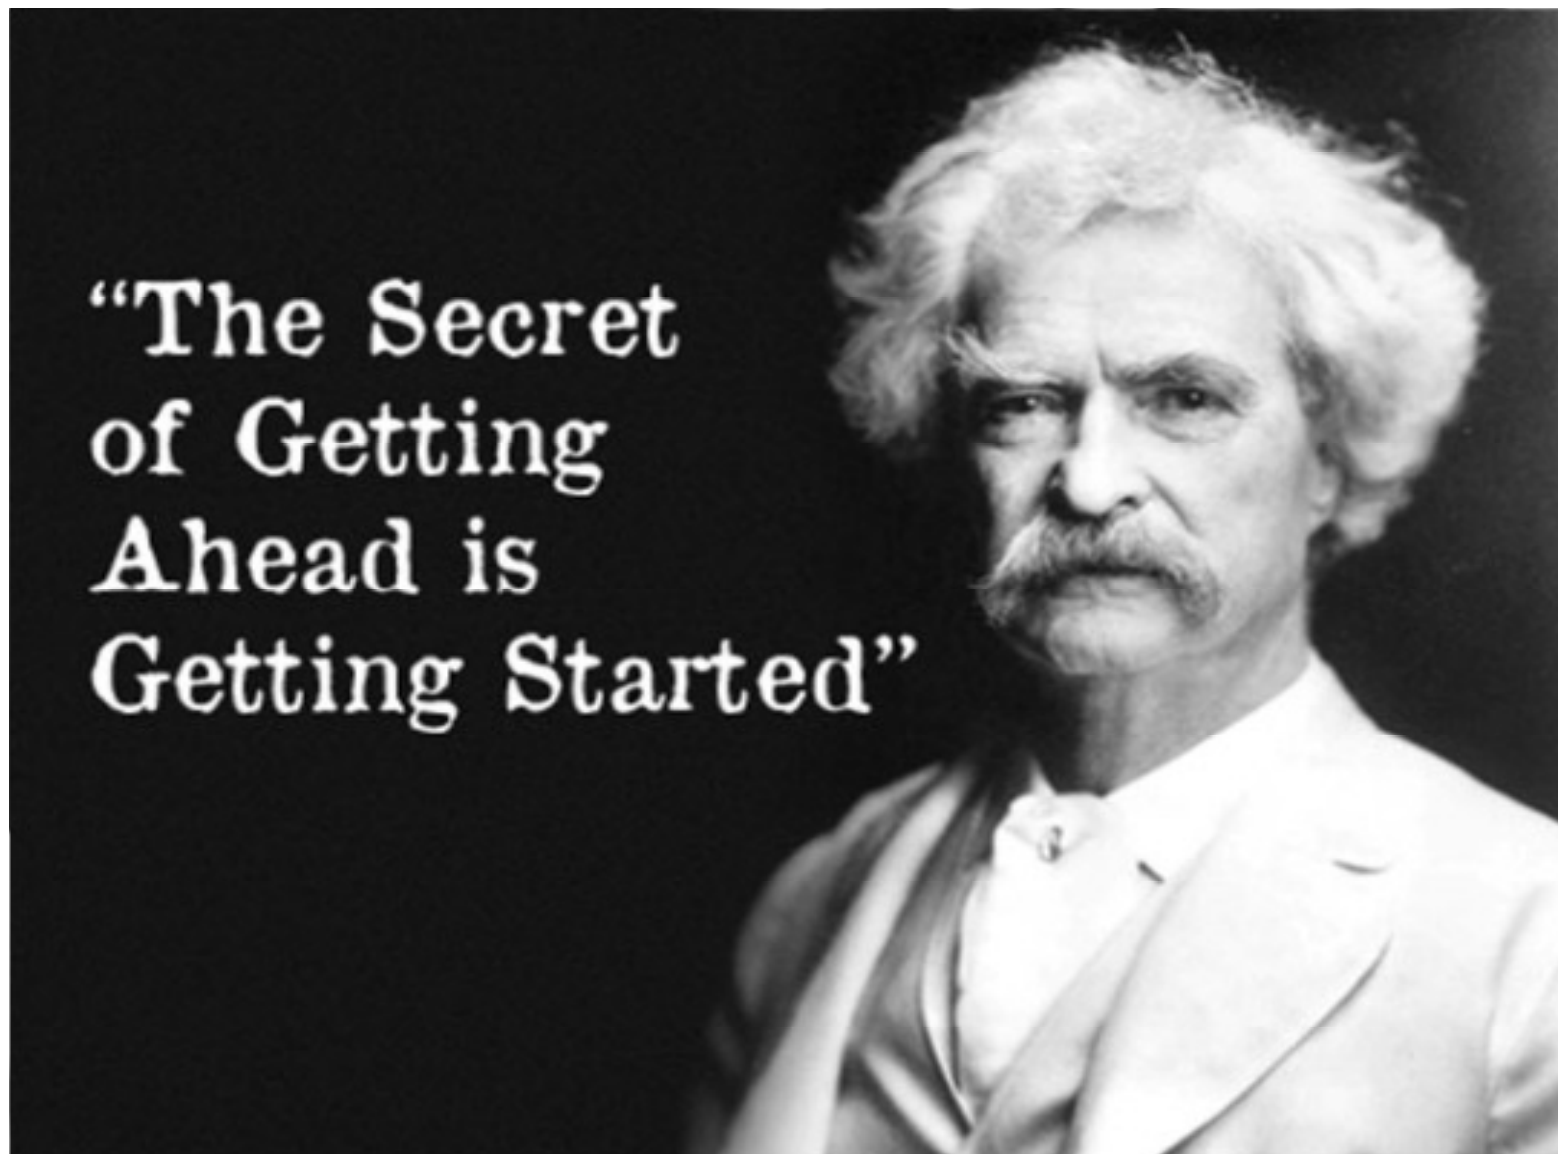 “The Secret
of Getting
Ahead is
Getting Started”